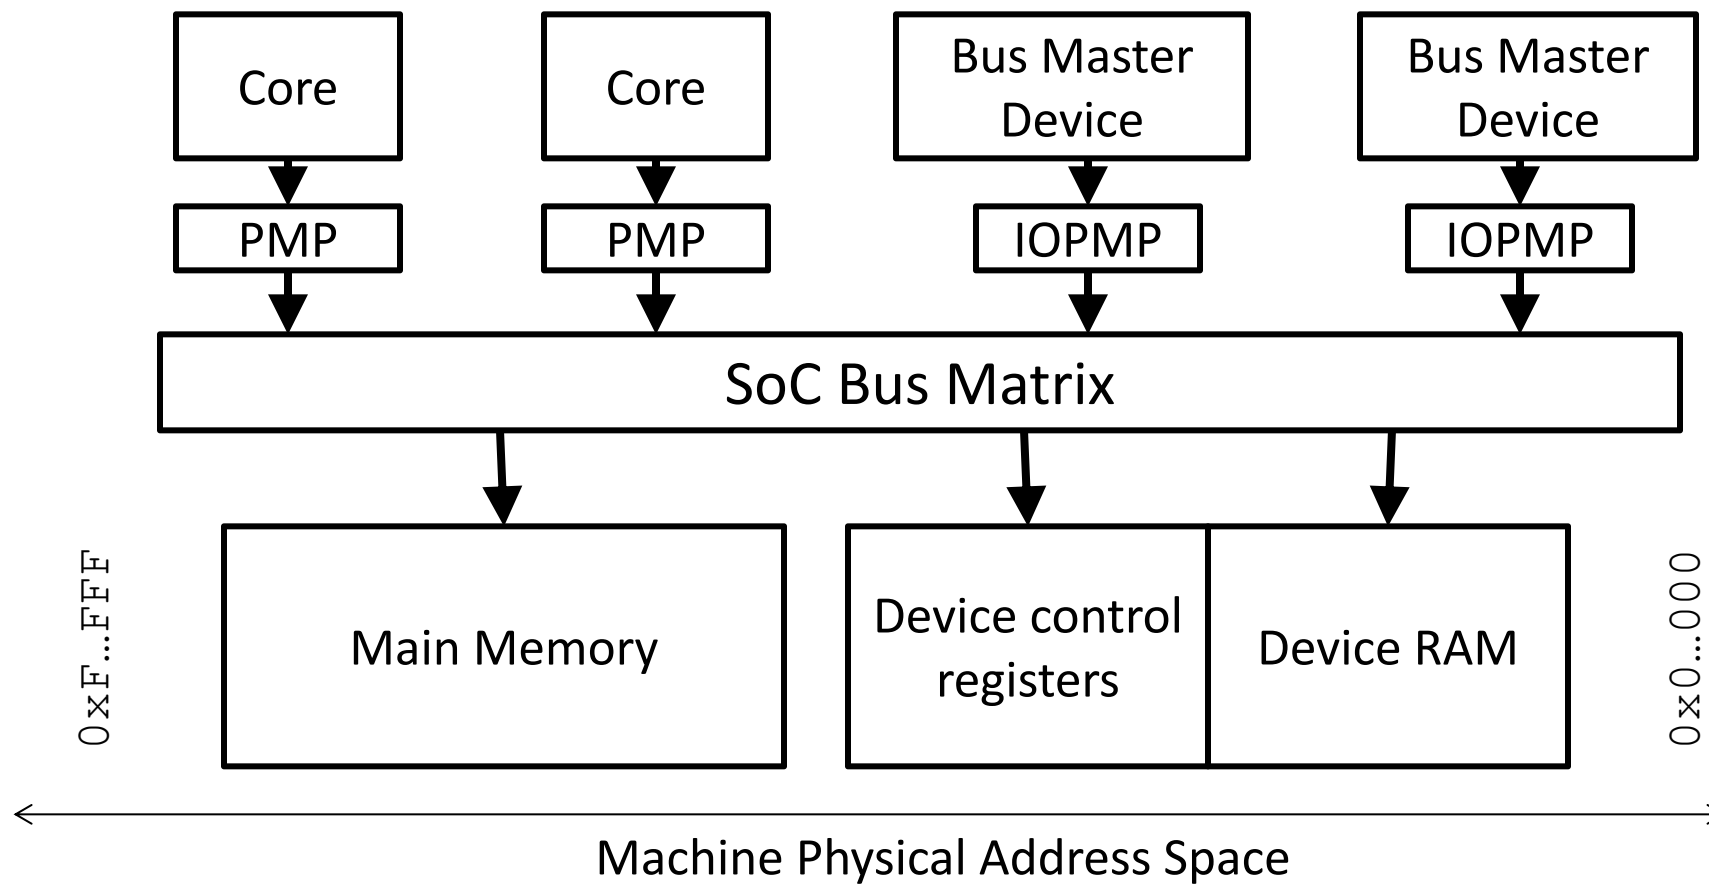 Core
Core
Bus Master
Device
Bus Master
Device
PMP
PMP
IOPMP
IOPMP
SoC Bus Matrix
0xF…FFF
Main Memory
Device control
registers
Device RAM
0x0…000
Machine Physical Address Space